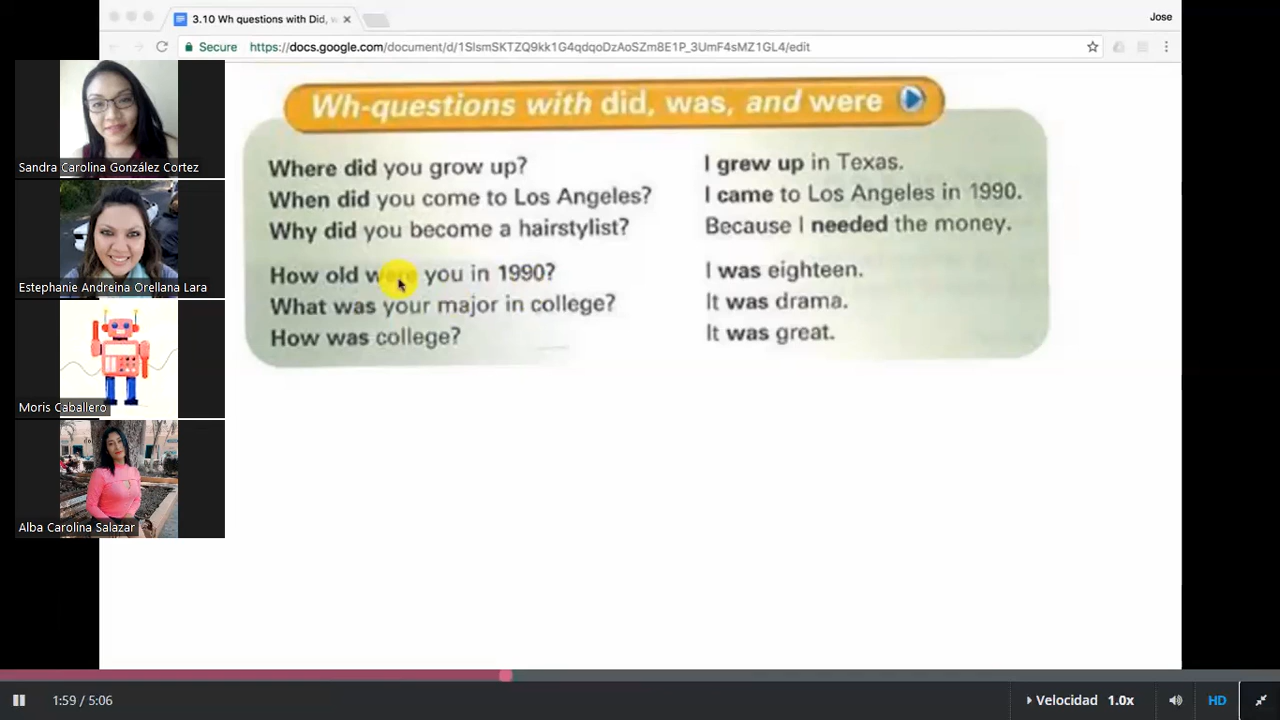 3.10 Wh questions with Did, w
Jose
Secure https://docs.google.com/document/d/1SIsmSKTZQ9kk1G4qdqoDzAoSZm8E1P_3UmF4sMZ1GL4/edit
Wh-questions with did, was, and were
Where did you grow up? I grew up in Texas.
When did you come to Los Angeles? I came to Los Angeles in 1990.
Why did you become a hairstylist? Because I needed the money.
How old were you in 1990? I was eighteen.
What was your major in college? It was drama.
How was college? It was great.
Sandra Carolina González Cortez
Estephanie Andreina Orellana Lara
Moris Caballero
Alba Carolina Salazar
1:59 / 5:06
Velocidad 1.0x
HD